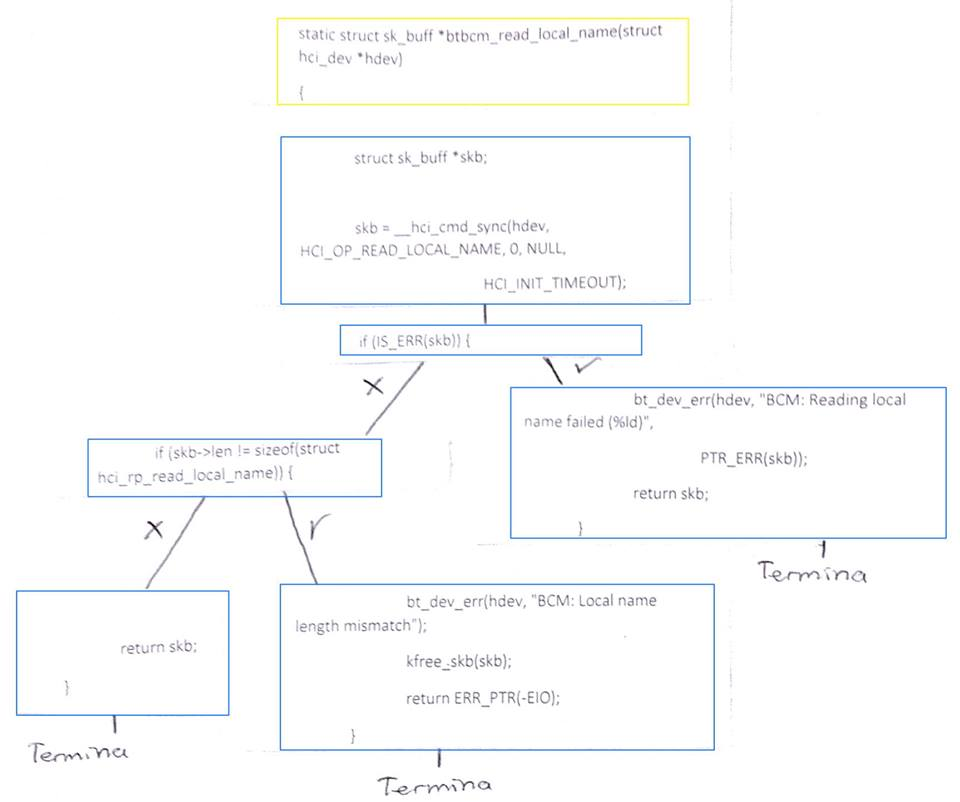 static struct sk_buff *btbcm_read_local_name(struct
hci_dev *hdev)
{
struct sk_buff *skb;
skb = __hci_cmd_sync(hdev,
HCI_OP_READ_LOCAL_NAME, 0, NULL,
HCI_INIT_TIMEOUT);
if (IS_ERR(skb)) {
X
✓
bt_dev_err(hdev, "BCM: Reading local
name failed (%ld)",
PTR_ERR(skb));
return skb;
}
Termina
if (skb->len != sizeof(struct
hci_rp_read_local_name)) {
X
return skb;
}
Termina
bt_dev_err(hdev, "BCM: Local name
length mismatch");
kfree_skb(skb);
return ERR_PTR(-EIO);
}
Termina